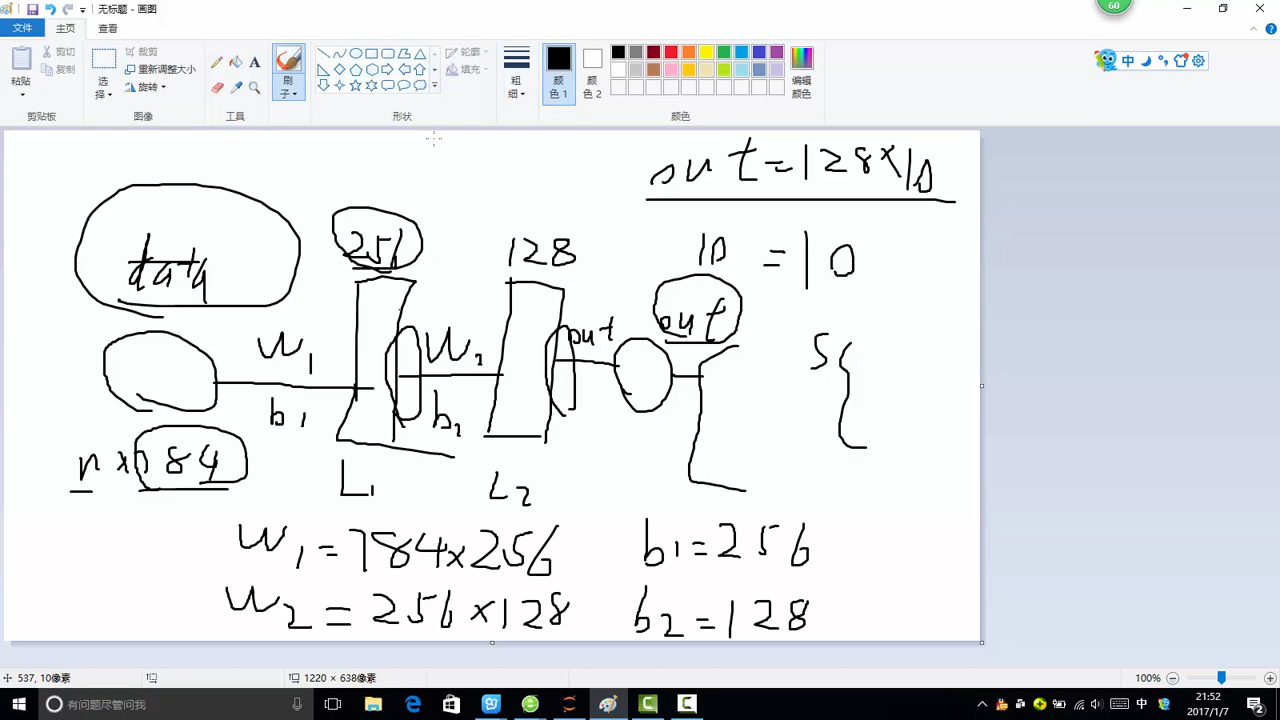 无标题 - 画图
60
文件 主页 查看
粘贴
剪切
复制
选择
裁剪
重新调整大小
旋转
A
刷子
轮廓
填充
粗细
颜色 1
颜色 2
编辑颜色
中
剪贴板 图像 工具 形状 颜色
out=128×10
256 128 10 =10
data
out
W1 W2 out
b1 b2
S{
n×784
L1 L2
W1=784×256 b1=256
W2=256×128 b2=128
537, 10像素 1220 × 638像素 100%
有问题尽管问我
中
21:52
2017/1/7
2